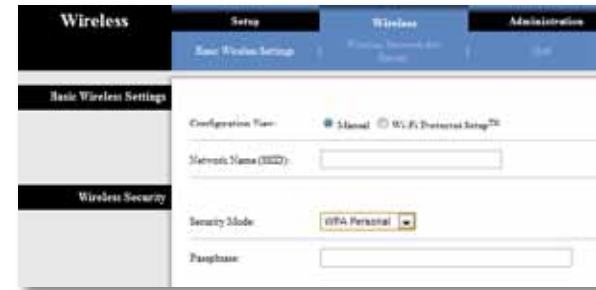 Wireless
Setup Wireless Administration
Basic Wireless Settings
Basic Wireless Settings
Configuration View: Manual Wi-Fi Protected Setup™
Network Name (SSID):
Wireless Security
Security Mode: WPA Personal
Passphrase: